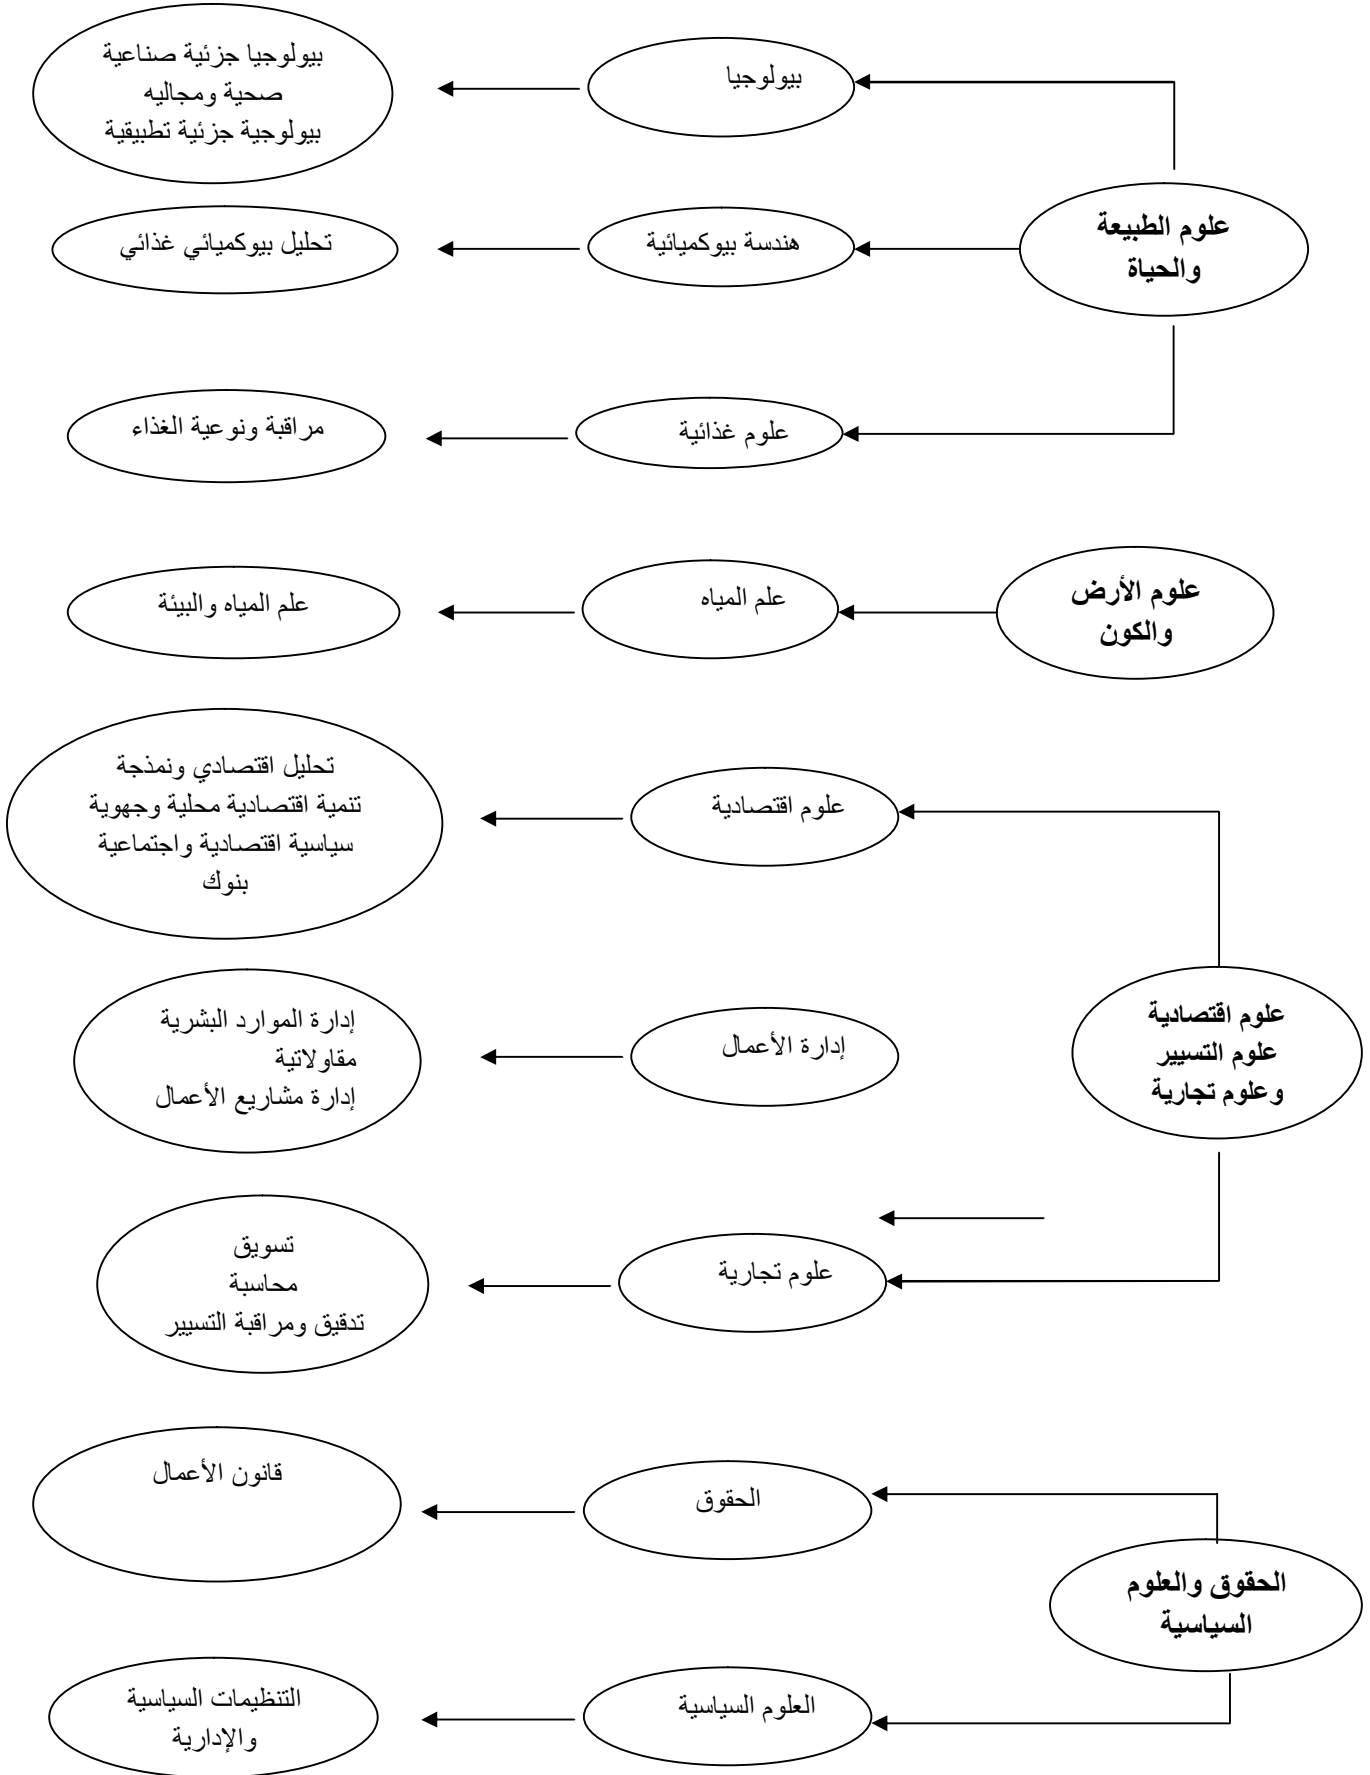 علوم الطبيعة
والحياة
بيولوجيا
بيولوجيا جزئية صناعية
صحية ومجاليه
بيولوجية جزئية تطبيقية
هندسة بيوكميائية
تحليل بيوكميائي غذائي
علوم غذائية
مراقبة ونوعية الغذاء
علوم الأرض
والكون
علم المياه
علم المياه والبيئة
علوم اقتصادية
علوم التسيير
وعلوم تجارية
علوم اقتصادية
تحليل اقتصادي ونمذجة
تنمية اقتصادية محلية وجهوية
سياسية اقتصادية واجتماعية
بنوك
إدارة الأعمال
إدارة الموارد البشرية
مقاولاتية
إدارة مشاريع الأعمال
علوم تجارية
تسويق
محاسبة
تدقيق ومراقبة التسيير
الحقوق والعلوم
السياسية
الحقوق
قانون الأعمال
العلوم السياسية
التنظيمات السياسية
والإدارية